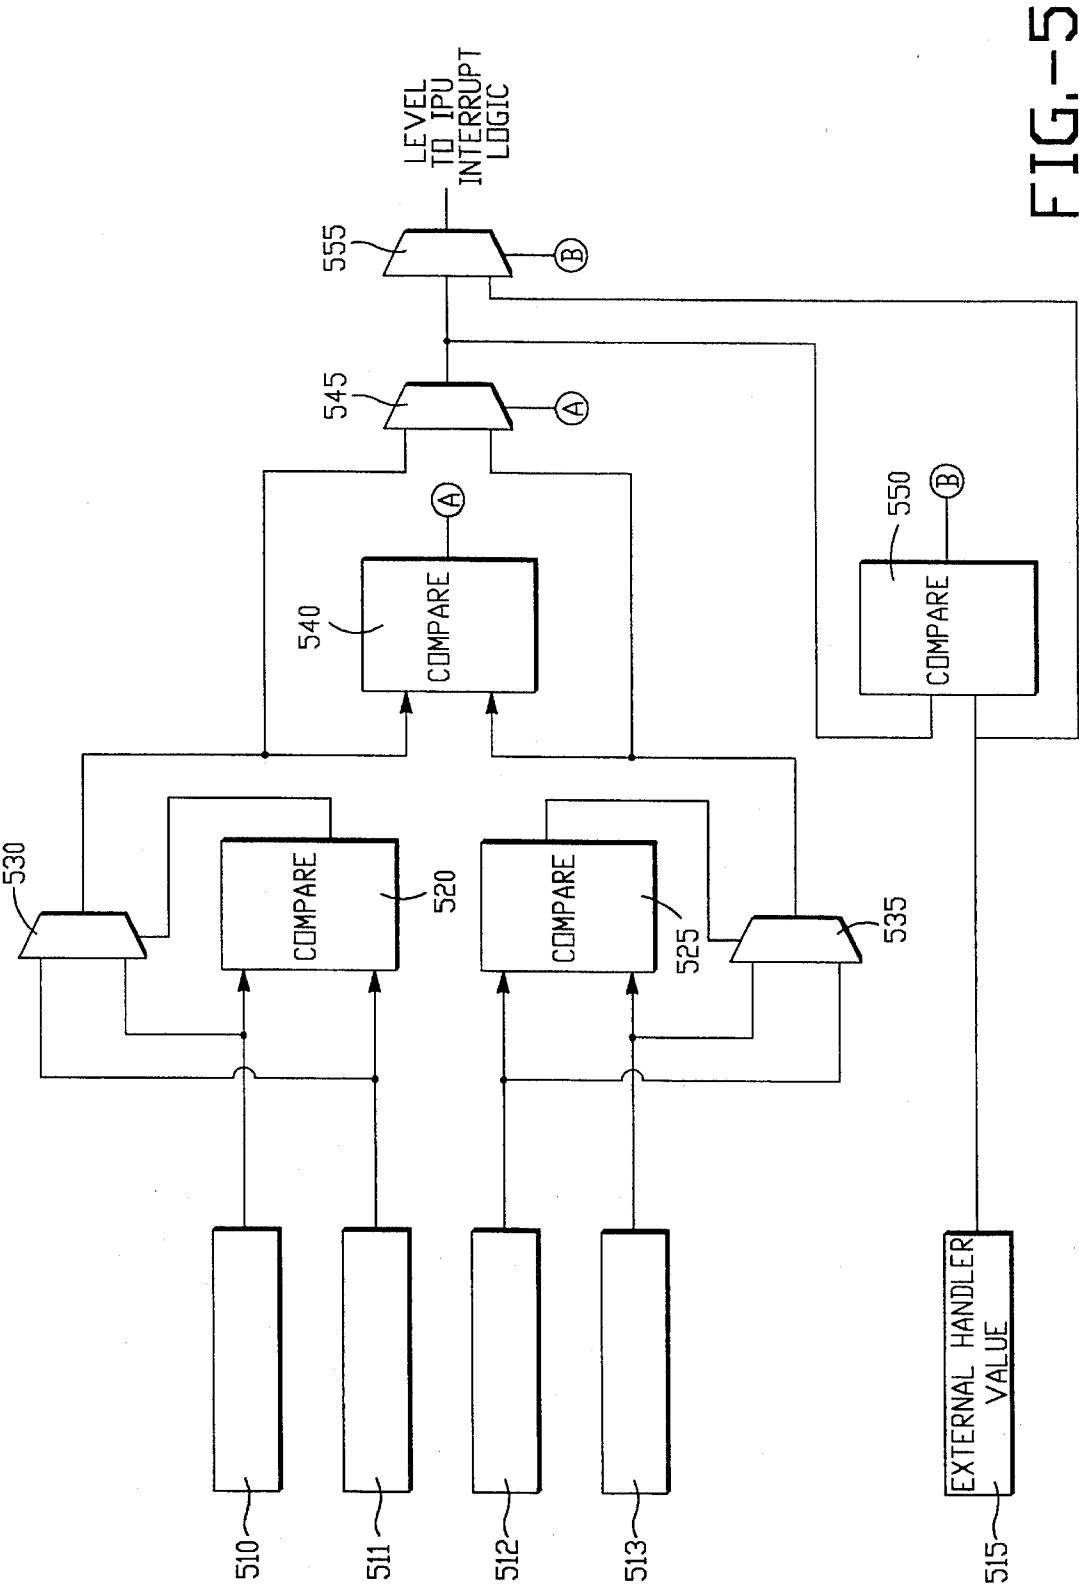 510
511
512
513
515
EXTERNAL HANDLER
VALUE
530
COMPARE
520
COMPARE
525
535
540
COMPARE
A
545
A
550
COMPARE
B
555
B
LEVEL
TO IPU
INTERRUPT
LOGIC
FIG.-5